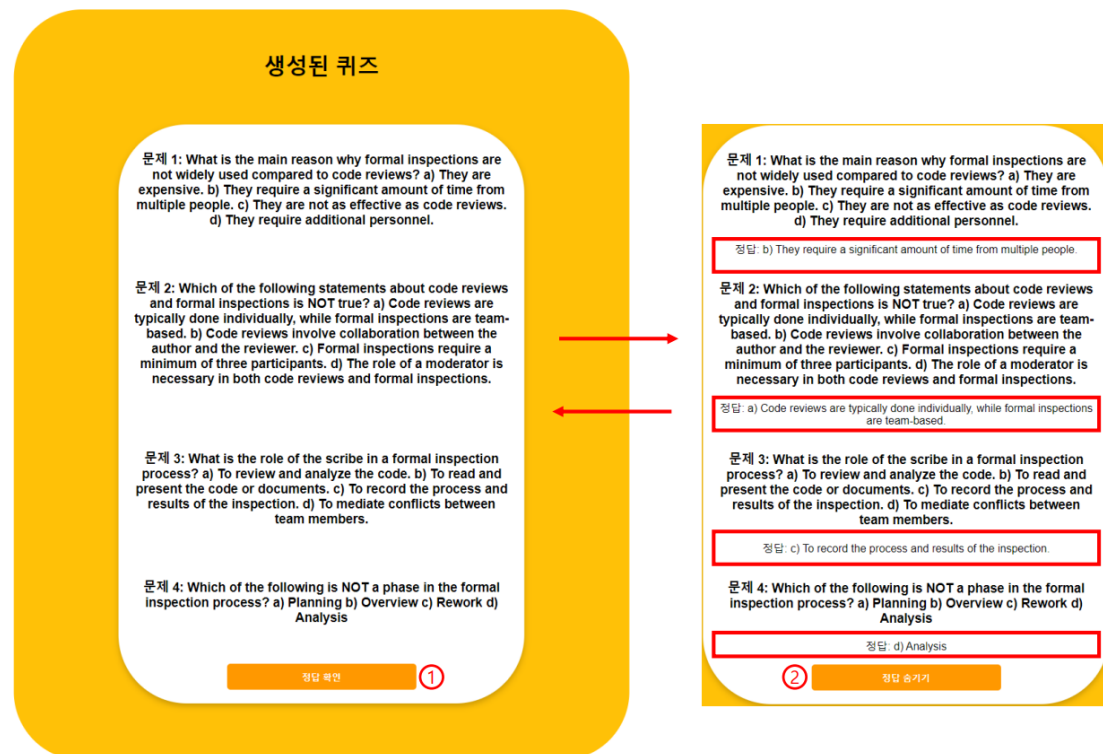 생성된 퀴즈
문제 1: What is the main reason why formal inspections are
not widely used compared to code reviews? a) They are
expensive. b) They require a significant amount of time from
multiple people. c) They are not as effective as code reviews.
d) They require additional personnel.
문제 2: Which of the following statements about code reviews
and formal inspections is NOT true? a) Code reviews are
typically done individually, while formal inspections are team-
based. b) Code reviews involve collaboration between the
author and the reviewer. c) Formal inspections require a
minimum of three participants. d) The role of a moderator is
necessary in both code reviews and formal inspections.
문제 3: What is the role of the scribe in a formal inspection
process? a) To review and analyze the code. b) To read and
present the code or documents. c) To record the process and
results of the inspection. d) To mediate conflicts between
team members.
문제 4: Which of the following is NOT a phase in the formal
inspection process? a) Planning b) Overview c) Rework d)
Analysis
정답 확인
1
문제 1: What is the main reason why formal inspections are
not widely used compared to code reviews? a) They are
expensive. b) They require a significant amount of time from
multiple people. c) They are not as effective as code reviews.
d) They require additional personnel.
정답: b) They require a significant amount of time from multiple people.
문제 2: Which of the following statements about code reviews
and formal inspections is NOT true? a) Code reviews are
typically done individually, while formal inspections are team-
based. b) Code reviews involve collaboration between the
author and the reviewer. c) Formal inspections require a
minimum of three participants. d) The role of a moderator is
necessary in both code reviews and formal inspections.
정답: a) Code reviews are typically done individually, while formal inspections
are team-based.
문제 3: What is the role of the scribe in a formal inspection
process? a) To review and analyze the code. b) To read and
present the code or documents. c) To record the process and
results of the inspection. d) To mediate conflicts between
team members.
정답: c) To record the process and results of the inspection.
문제 4: Which of the following is NOT a phase in the formal
inspection process? a) Planning b) Overview c) Rework d)
Analysis
정답: d) Analysis
2
정답 숨기기